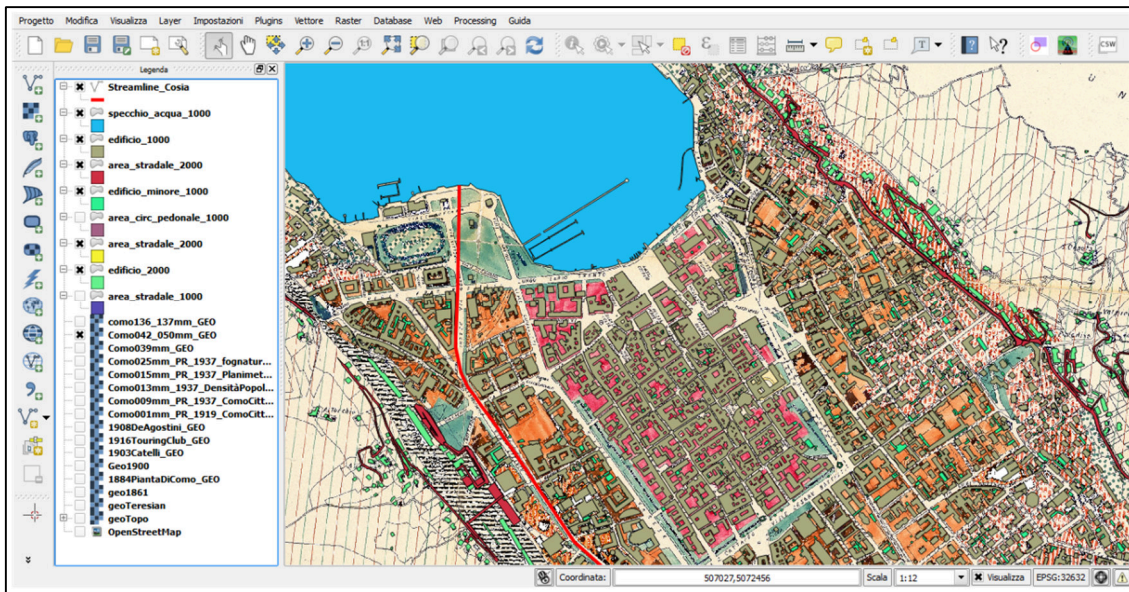 Progetto Modifica Visualizza Layer Impostazioni Plugins Vettore Raster Database Web Processing Guida
CSW
Legenda
Streamline_Cosia
specchio_acqua_1000
edificio_1000
area_stradale_2000
edificio_minore_1000
area_circ_pedonale_1000
area_stradale_2000
edificio_2000
area_stradale_1000
como136_137mm_GEO
Como042_050mm_GEO
Como039mm_GEO
Como025mm_PR_1937_fognatur...
Como015mm_PR_1937_Planimet...
Como013mm_1937_DensitàPopol...
Como009mm_PR_1937_ComoCitt...
Como001mm_PR_1919_ComoCitt...
1908DeAgostini_GEO
1916TouringClub_GEO
1903Catelli_GEO
Geo1900
1884PiantaDiComo_GEO
geo1861
geoTeresian
geoTopo
OpenStreetMap
Coordinata: 507027,5072456 Scala 1:12 Visualizza EPSG:32632